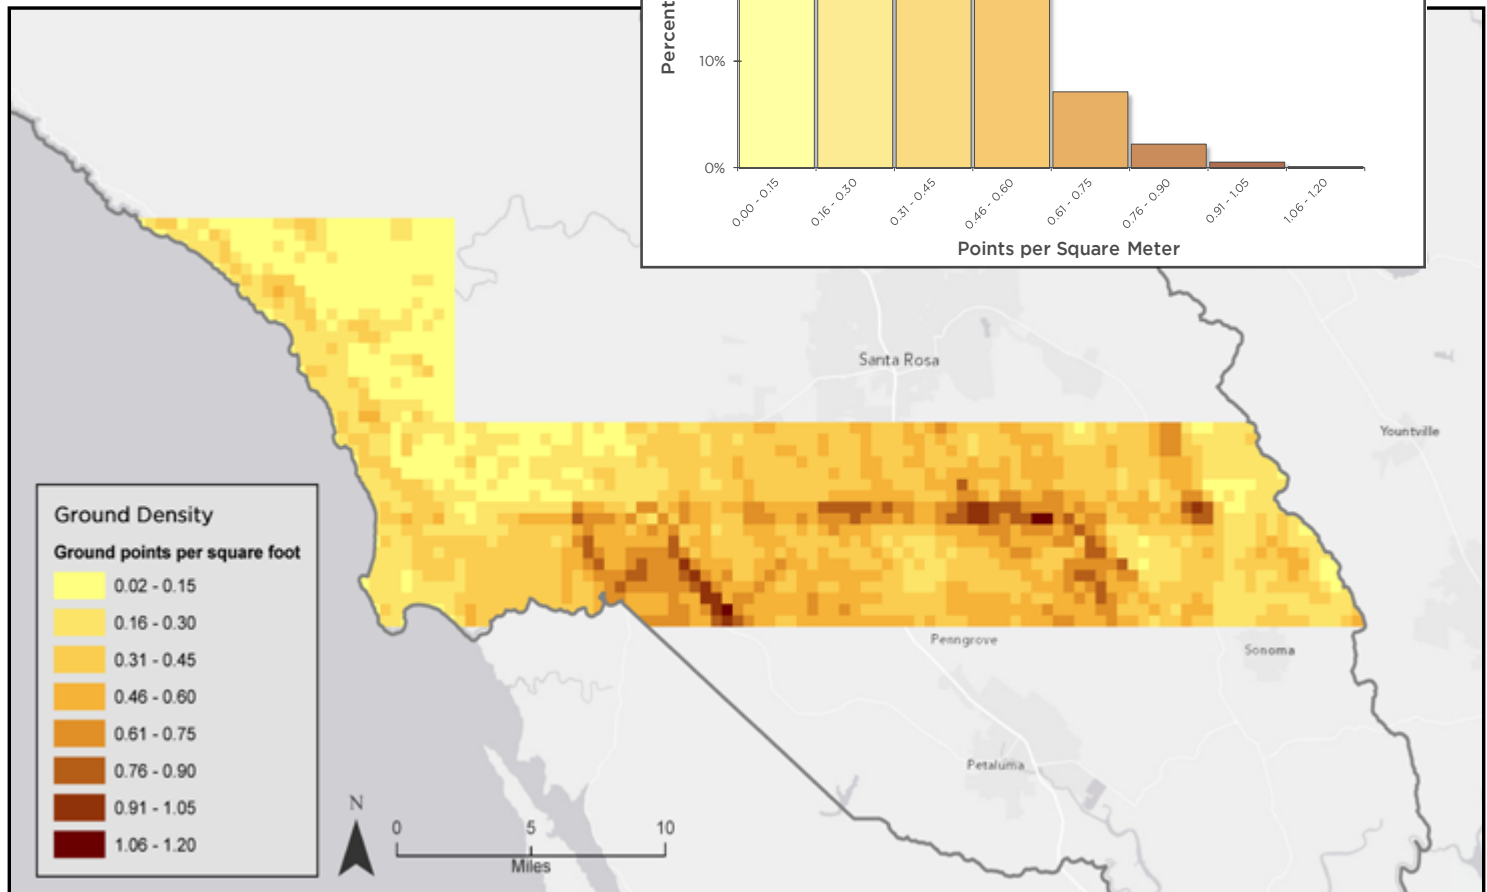 Percent
10%
0%
0.00 - 0.15
0.16 - 0.30
0.31 - 0.45
0.46 - 0.60
0.61 - 0.75
0.76 - 0.90
0.91 - 1.05
1.06 - 1.20
Points per Square Meter
Santa Rosa
Yountville
Penngrove
Sonoma
Petaluma
Ground Density
Ground points per square foot
0.02 - 0.15
0.16 - 0.30
0.31 - 0.45
0.46 - 0.60
0.61 - 0.75
0.76 - 0.90
0.91 - 1.05
1.06 - 1.20
N
0 5 10
Miles